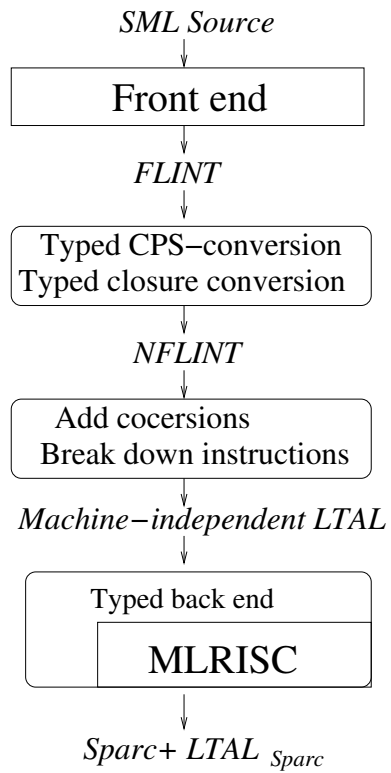 SML Source
Front end
FLINT
Typed CPS−conversion
Typed closure conversion
NFLINT
Add cocersions
Break down instructions
Machine−independent LTAL
Typed back end
MLRISC
Sparc+ LTAL Sparc